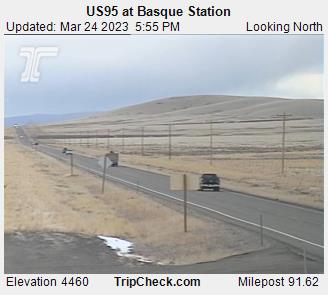 US95 at Basque Station
Updated: Mar 24 2023  5:55 PM
Looking North
Elevation 4460
TripCheck.com
Milepost 91.62